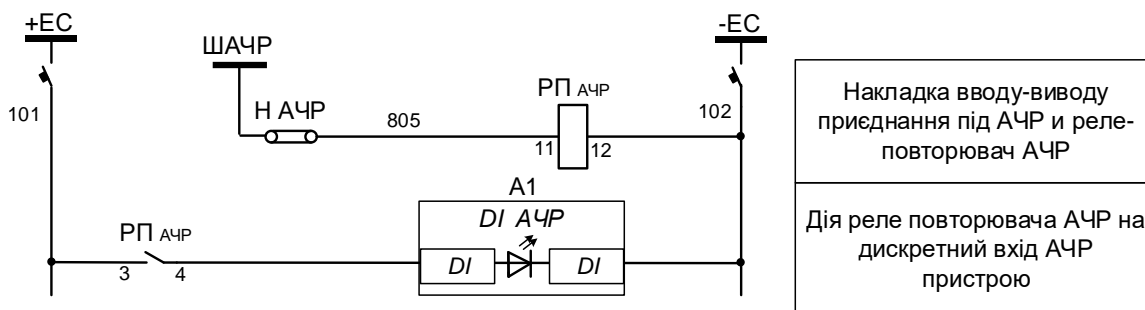 +ЕС
-ЕС
ШАЧР
Н АЧР
805
РП АЧР
101
102
11
12
А1
DI АЧР
РП АЧР
3
4
DI
DI
Накладка вводу-виводу
приєднання під АЧР и реле-
повторювач АЧР
Дія реле повторювача АЧР на
дискретний вхід АЧР
пристрою